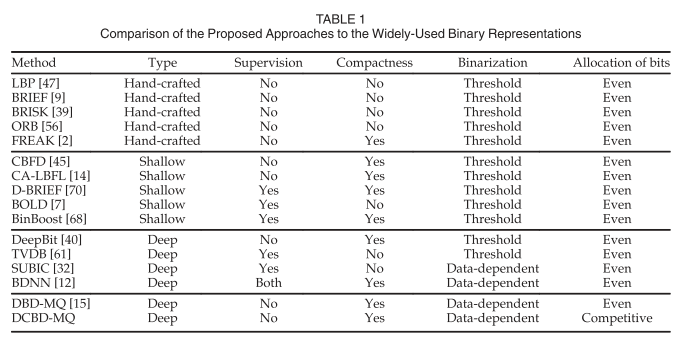 TABLE 1
Comparison of the Proposed Approaches to the Widely-Used Binary Representations
Method Type Supervision Compactness Binarization Allocation of bits
LBP [47] Hand-crafted No No Threshold Even
BRIEF [9] Hand-crafted No No Threshold Even
BRISK [39] Hand-crafted No No Threshold Even
ORB [56] Hand-crafted No No Threshold Even
FREAK [2] Hand-crafted No Yes Threshold Even
CBFD [45] Shallow No Yes Threshold Even
CA-LBFL [14] Shallow No Yes Threshold Even
D-BRIEF [70] Shallow Yes Yes Threshold Even
BOLD [7] Shallow Yes No Threshold Even
BinBoost [68] Shallow Yes Yes Threshold Even
DeepBit [40] Deep No Yes Threshold Even
TVDB [61] Deep Yes No Threshold Even
SUBIC [32] Deep Yes No Data-dependent Even
BDNN [12] Deep Both Yes Data-dependent Even
DBD-MQ [15] Deep No Yes Data-dependent Even
DCBD-MQ Deep No Yes Data-dependent Competitive